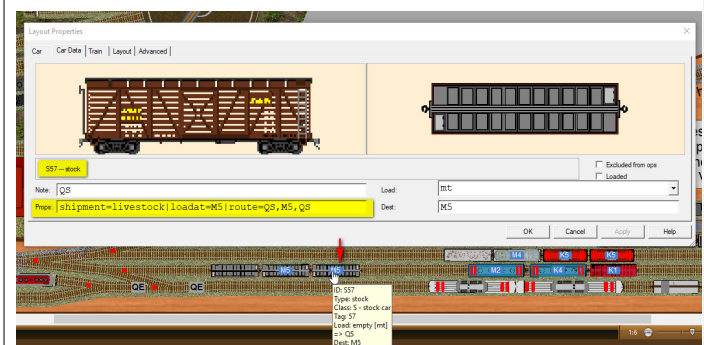 Layout Properties
Car
Car Data
Train
Layout
Advanced
S57 -- stock
Excluded from ops
Loaded
Note:
QS
Load:
mt
Props:
shipment=livestock|loadat=M5|route=QS,M5,QS
Dest:
M5
OK
Cancel
Apply
Help
M4
K5
K5
M5
M5
M2
K4
K1
QE
QE
ID: S57
Type: stock
Class: S - stock car
Tag: 57
Load: empty [mt]
=> QS
Dest: M5
1:6